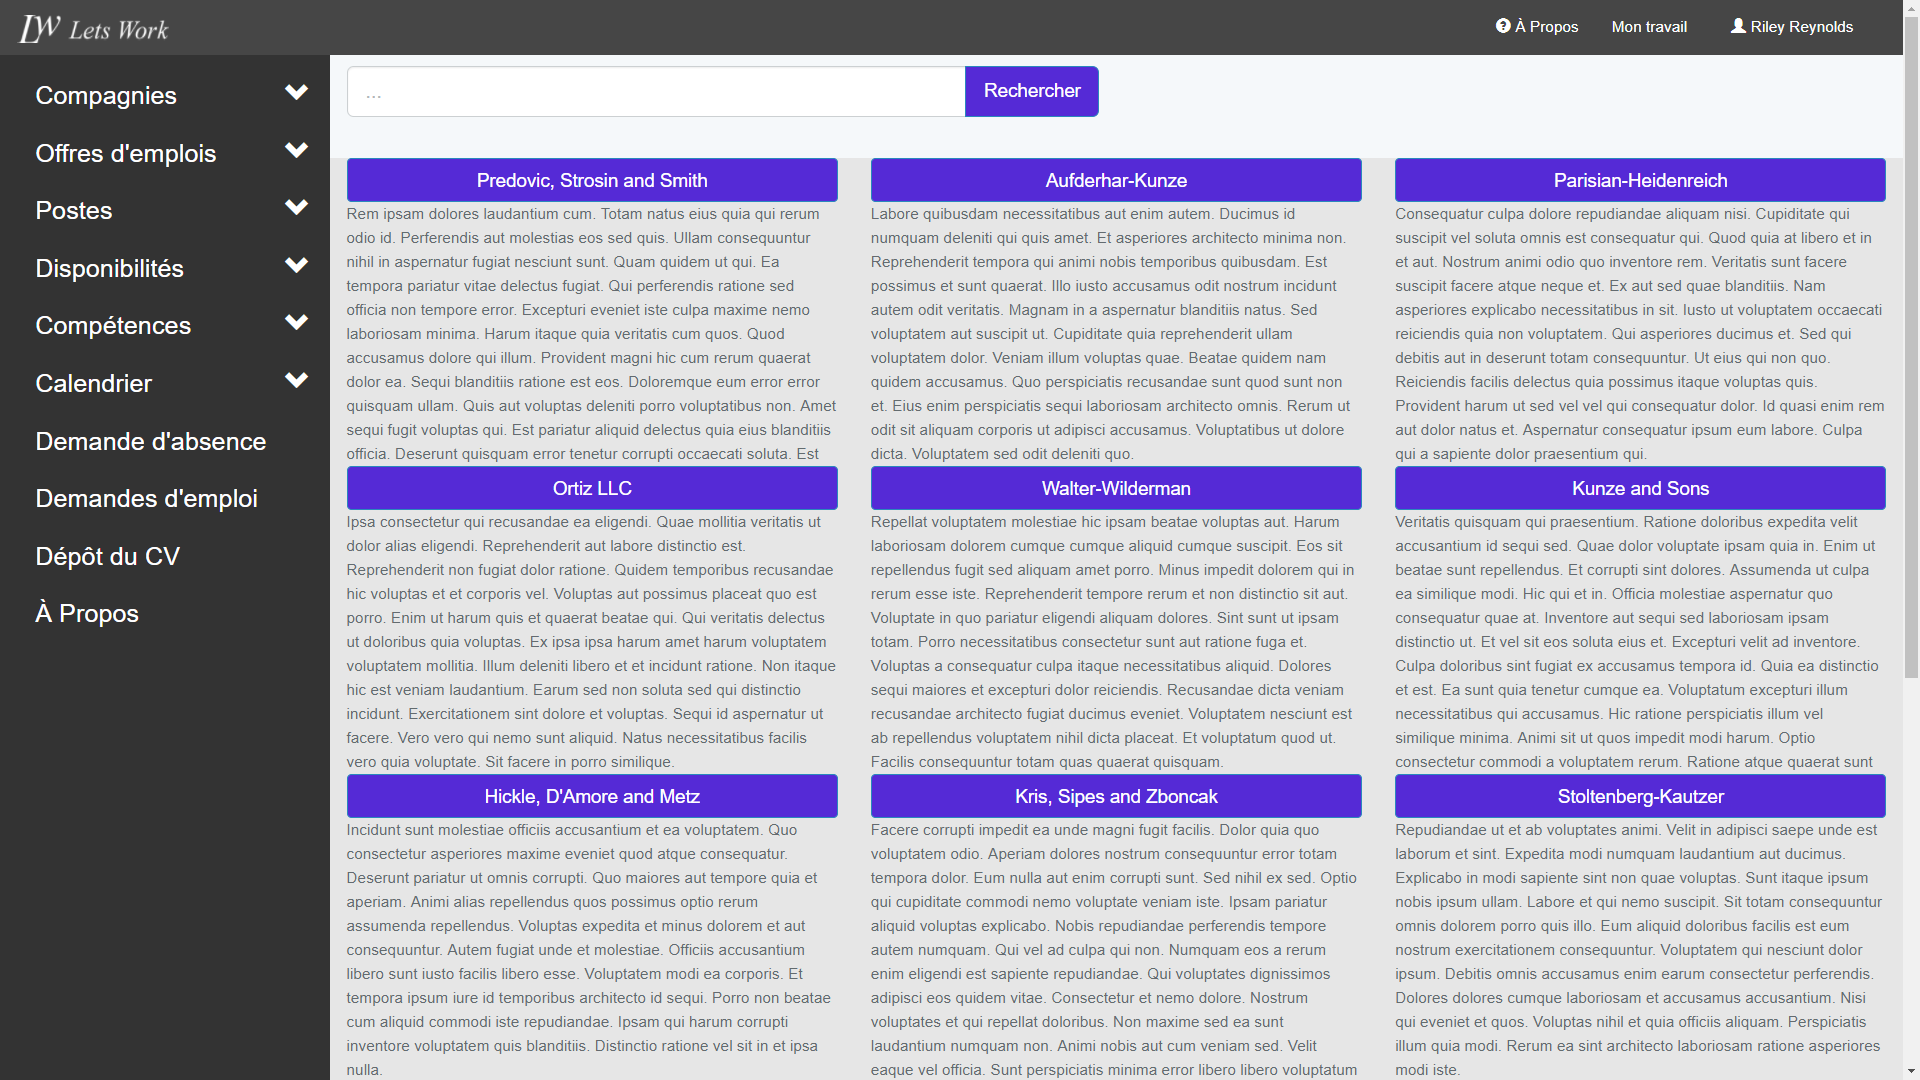 LW Lets Work
À Propos
Mon travail
Riley Reynolds
Compagnies
Offres d'emplois
Postes
Disponibilités
Compétences
Calendrier
Demande d'absence
Demandes d'emploi
Dépôt du CV
À Propos
...
Rechercher
Predovic, Strosin and Smith
Rem ipsam dolores laudantium cum. Totam natus eius quia qui rerum
odio id. Perferendis aut molestias eos sed quis. Ullam consequuntur
nihil in aspernatur fugiat nesciunt sunt. Quam quidem ut qui. Ea
tempora pariatur vitae delectus fugiat. Qui perferendis ratione sed
officia non tempore error. Excepturi eveniet iste culpa maxime nemo
laboriosam minima. Harum itaque quia veritatis cum quos. Quod
accusamus dolore qui illum. Provident magni hic cum rerum quaerat
dolor ea. Sequi blanditiis ratione est eos. Doloremque eum error error
quisquam ullam. Quis aut voluptas deleniti porro voluptatibus non. Amet
sequi fugit voluptas qui. Est pariatur aliquid delectus quia eius blanditiis
officia. Deserunt quisquam error tenetur corrupti occaecati soluta. Est
Aufderhar-Kunze
Labore quibusdam necessitatibus aut enim autem. Ducimus id
numquam deleniti qui quis amet. Et asperiores architecto minima non.
Reprehenderit tempora qui animi nobis temporibus quibusdam. Est
possimus et sunt quaerat. Illo iusto accusamus odit nostrum incidunt
autem odit veritatis. Magnam in a aspernatur blanditiis natus. Sed
voluptatem aut suscipit ut. Cupiditate quia reprehenderit ullam
voluptatem dolor. Veniam illum voluptas quae. Beatae quidem nam
quidem accusamus. Quo perspiciatis recusandae sunt quod sunt non
et. Eius enim perspiciatis sequi laboriosam architecto omnis. Rerum ut
odit sit aliquam corporis ut adipisci accusamus. Voluptatibus ut dolore
dicta. Voluptatem sed odit deleniti quo.
Parisian-Heidenreich
Consequatur culpa dolore repudiandae aliquam nisi. Cupiditate qui
suscipit vel soluta omnis est consequatur qui. Quod quia at libero et in
et aut. Nostrum animi odio quo inventore rem. Veritatis sunt facere
suscipit facere atque neque et. Ex aut sed quae blanditiis. Nam
asperiores explicabo necessitatibus in sit. Iusto ut voluptatem occaecati
reiciendis quia non voluptatem. Qui asperiores ducimus et. Sed qui
debitis aut in deserunt totam consequuntur. Ut eius qui non quo.
Reiciendis facilis delectus quia possimus itaque voluptas quis.
Provident harum ut sed vel vel qui consequatur dolor. Id quasi enim rem
aut dolor natus et. Aspernatur consequatur ipsum eum labore. Culpa
qui a sapiente dolor praesentium qui.
Ortiz LLC
Ipsa consectetur qui recusandae ea eligendi. Quae mollitia veritatis ut
dolor alias eligendi. Reprehenderit aut labore distinctio est.
Reprehenderit non fugiat dolor ratione. Quidem temporibus recusandae
hic voluptas et et corporis vel. Voluptas aut possimus placeat quo est
porro. Enim ut harum quis et quaerat beatae qui. Qui veritatis delectus
ut doloribus quia voluptas. Ex ipsa ipsa harum amet harum voluptatem
voluptatem mollitia. Illum deleniti libero et et incidunt ratione. Non itaque
hic est veniam laudantium. Earum sed non soluta sed qui distinctio
incidunt. Exercitationem sint dolore et voluptas. Sequi id aspernatur ut
facere. Vero vero qui nemo sunt aliquid. Natus necessitatibus facilis
vero quia voluptate. Sit facere in porro similique.
Walter-Wilderman
Repellat voluptatem molestiae hic ipsam beatae voluptas aut. Harum
laboriosam dolorem cumque cumque aliquid cumque suscipit. Eos sit
repellendus fugit sed aliquam amet porro. Minus impedit dolorem qui in
rerum esse iste. Reprehenderit tempore rerum et non distinctio sit aut.
Voluptate in quo pariatur eligendi aliquam dolores. Sint sunt ut ipsam
totam. Porro necessitatibus consectetur sunt aut ratione fuga et.
Voluptas a consequatur culpa itaque necessitatibus aliquid. Dolores
sequi maiores et excepturi dolor reiciendis. Recusandae dicta veniam
recusandae architecto fugiat ducimus eveniet. Voluptatem nesciunt est
ab repellendus voluptatem nihil dicta placeat. Et voluptatum quod ut.
Facilis consequuntur totam quas quaerat quisquam.
Kunze and Sons
Veritatis quisquam qui praesentium. Ratione doloribus expedita velit
accusantium id sequi sed. Quae dolor voluptate ipsam quia in. Enim ut
beatae sunt repellendus. Et corrupti sint dolores. Assumenda ut culpa
ea similique modi. Hic qui et in. Officia molestiae aspernatur quo
consequatur quae at. Inventore aut sequi sed laboriosam ipsam
distinctio ut. Et vel sit eos soluta eius et. Excepturi velit ad inventore.
Culpa doloribus sint fugiat ex accusamus tempora id. Quia ea distinctio
et est. Ea sunt quia tenetur cumque ea. Voluptatum excepturi illum
necessitatibus qui accusamus. Hic ratione perspiciatis illum vel
similique minima. Animi sit ut quos impedit modi harum. Optio
consectetur commodi a voluptatem rerum. Ratione atque quaerat sunt
Hickle, D'Amore and Metz
Incidunt sunt molestiae officiis accusantium et ea voluptatem. Quo
consectetur asperiores maxime eveniet quod atque consequatur.
Deserunt pariatur ut omnis corrupti. Quo maiores aut tempore quia et
aperiam. Animi alias repellendus quos possimus optio rerum
assumenda repellendus. Voluptas expedita et minus dolorem et aut
consequuntur. Autem fugiat unde et molestiae. Officiis accusantium
libero sunt iusto facilis libero esse. Voluptatem modi ea corporis. Et
tempora ipsum iure id temporibus architecto id sequi. Porro non beatae
cum aliquid commodi iste repudiandae. Ipsam qui harum corrupti
inventore voluptatem quis blanditiis. Distinctio ratione vel sit in et ipsa
nulla.
Kris, Sipes and Zboncak
Facere corrupti impedit ea unde magni fugit facilis. Dolor quia quo
voluptatem odio. Aperiam dolores nostrum consequuntur error totam
tempora dolor. Eum nulla aut enim corrupti sunt. Sed nihil ex sed. Optio
qui cupiditate commodi nemo voluptate veniam iste. Ipsam pariatur
aliquid voluptas explicabo. Nobis repudiandae perferendis tempore
autem numquam. Qui vel ad culpa qui non. Numquam eos a rerum
enim eligendi est sapiente repudiandae. Qui voluptates dignissimos
adipisci eos quidem vitae. Consectetur et nemo dolore. Nostrum
voluptates et qui repellat doloribus. Non maxime sed ea sunt
laudantium numquam non. Animi nobis aut cum veniam sed. Velit
eaque vel officia. Sunt perspiciatis minima error libero libero voluptatum
Stoltenberg-Kautzer
Repudiandae ut et ab voluptates animi. Velit in adipisci saepe unde est
laborum et sint. Expedita modi numquam laudantium aut ducimus.
Explicabo in modi sapiente sint non quae voluptas. Sunt itaque ipsum
nobis ipsum ullam. Labore et qui nemo suscipit. Sit totam consequuntur
omnis dolorem porro quis illo. Eum aliquid doloribus facilis est eum
nostrum exercitationem consequuntur. Voluptatem qui nesciunt dolor
ipsum. Debitis omnis accusamus enim earum consectetur perferendis.
Dolores dolores cumque laboriosam et accusamus accusantium. Nisi
qui eveniet et quos. Voluptas nihil et quia officiis aliquam. Perspiciatis
illum quia modi. Rerum ea sint architecto laboriosam ratione asperiores
modi iste.